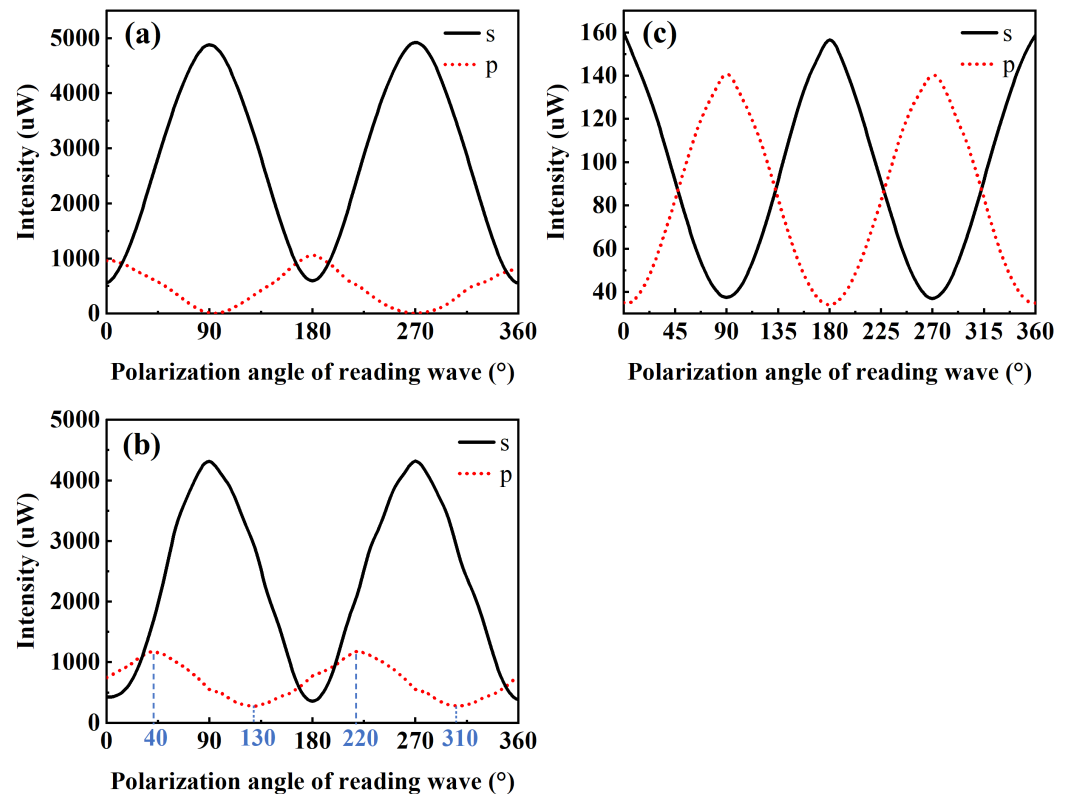 (a)
s
p
5000
4000
3000
2000
1000
0
Intensity (uW)
0 90 180 270 360
Polarization angle of reading wave (°)
(c)
s
p
160
140
120
100
80
60
40
Intensity (uW)
0 45 90 135 180 225 270 315 360
Polarization angle of reading wave (°)
(b)
s
p
5000
4000
3000
2000
1000
0
Intensity (uW)
0 40 90 130 180 220 270 310 360
Polarization angle of reading wave (°)